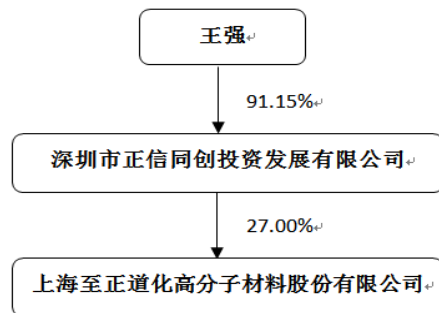 王强
91.15%
深圳市正信同创投资发展有限公司
27.00%
上海至正道化高分子材料股份有限公司